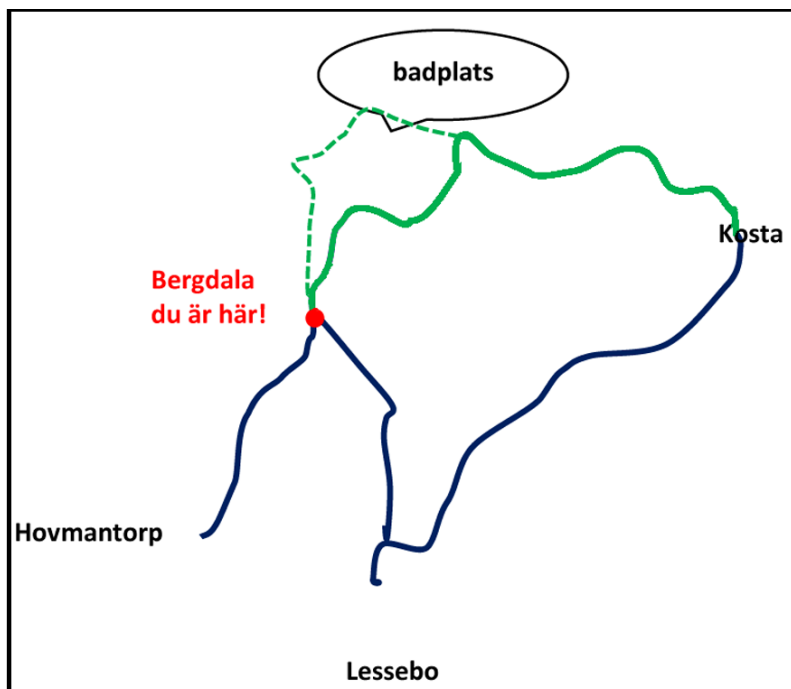 badplats
Kosta
Bergdala
du är här!
Hovmantorp
Lessebo